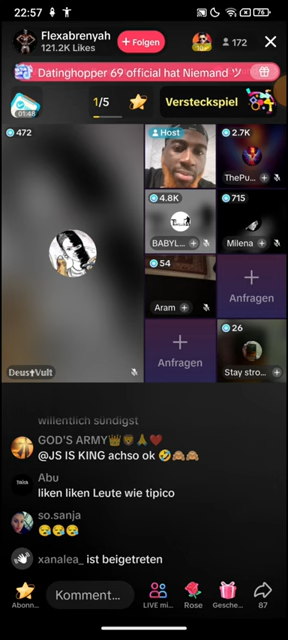 22:57
76
Flexabrenyah
121.2K Likes
+ Folgen
172
Datinghopper 69 official hat Niemand ツ
01:48
1/5
Versteckspiel
472
Host
2.7K
ThePu...
4.8K
BABYL...
715
Milena
54
Aram
Anfragen
Deus✝Vult
Anfragen
26
Stay stro...
willentlich sündigst
GOD'S ARMY👑🦁🙏❤️
@JS IS KING achso ok 🤣🙈🙈
Abu
liken liken Leute wie tipico
so.sanja
😪😪😪
xanalea_ ist beigetreten
Abonn...
Komment...
LIVE mi...
Rose
Gesche...
87